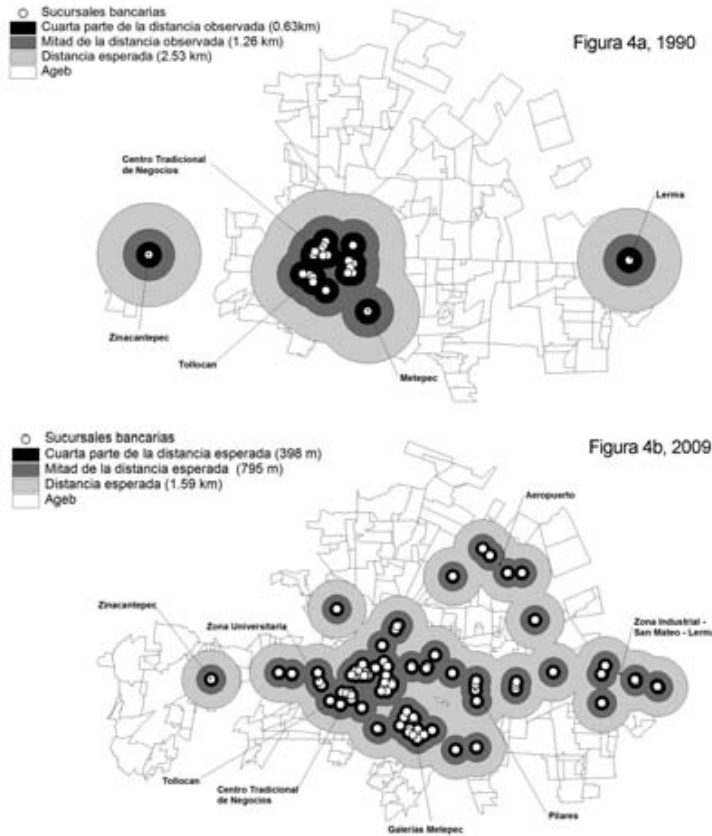 Sucursales bancarias
Cuarta parte de la distancia observada (0.63km)
Mitad de la distancia observada (1.26 km)
Distancia esperada (2.53 km)
Ageb
Figura 4a, 1990
Centro Tradicional
de Negocios
Lerma
Zinacantepec
Tollocan
Metepec
Sucursales bancarias
Cuarta parte de la distancia esperada (398 m)
Mitad de la distancia esperada (795 m)
Distancia esperada (1.59 km)
Ageb
Figura 4b, 2009
Aeropuerto
Zinacantepec
Zona Universitaria
Zona Industrial -
San Mateo - Lerma
Tollocan
Centro Tradicional
de Negocios
Galerías Metepec
Pilares